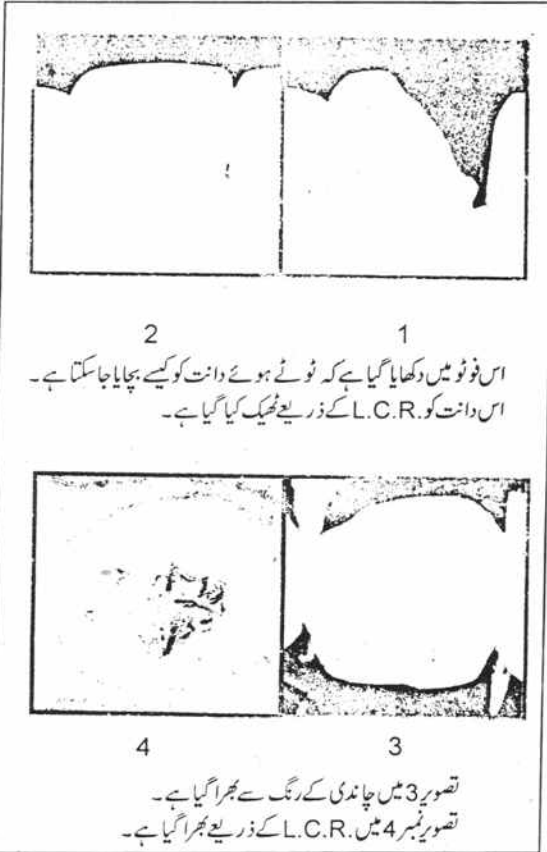 1
2
اس فوٹو میں دکھایا گیا ہے کہ ٹوٹے ہوئے دانت کو کیسے بچایا جاسکتا ہے۔
اس دانت کو .L.C.R کے ذریعے ٹھیک کیا گیا ہے۔
3
4
تصویر 3 میں چاندی کے رنگ سے بھرا گیا ہے۔
تصویر نمبر 4 میں .L.C.R کے ذریعے بھرا گیا ہے۔